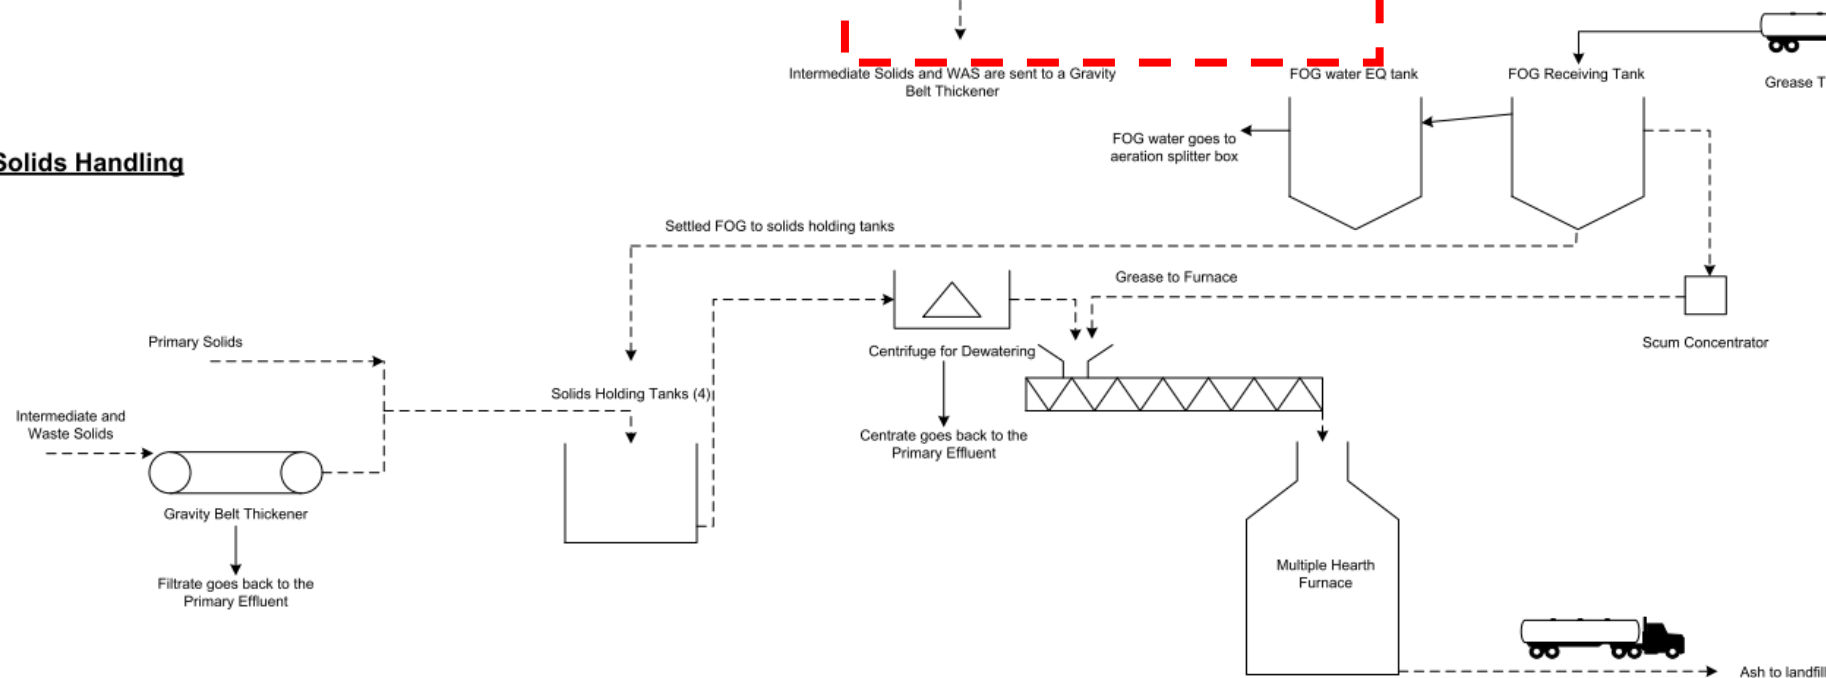 Intermediate Solids and WAS are sent to a Gravity
Belt Thickener
FOG water EQ tank
FOG Receiving Tank
Grease T
FOG water goes to
aeration splitter box
Solids Handling
Settled FOG to solids holding tanks
Grease to Furnace
Primary Solids
Centrifuge for Dewatering
Scum Concentrator
Solids Holding Tanks (4)
Intermediate and
Waste Solids
Centrate goes back to the
Primary Effluent
Gravity Belt Thickener
Multiple Hearth
Furnace
Filtrate goes back to the
Primary Effluent
Ash to landfill